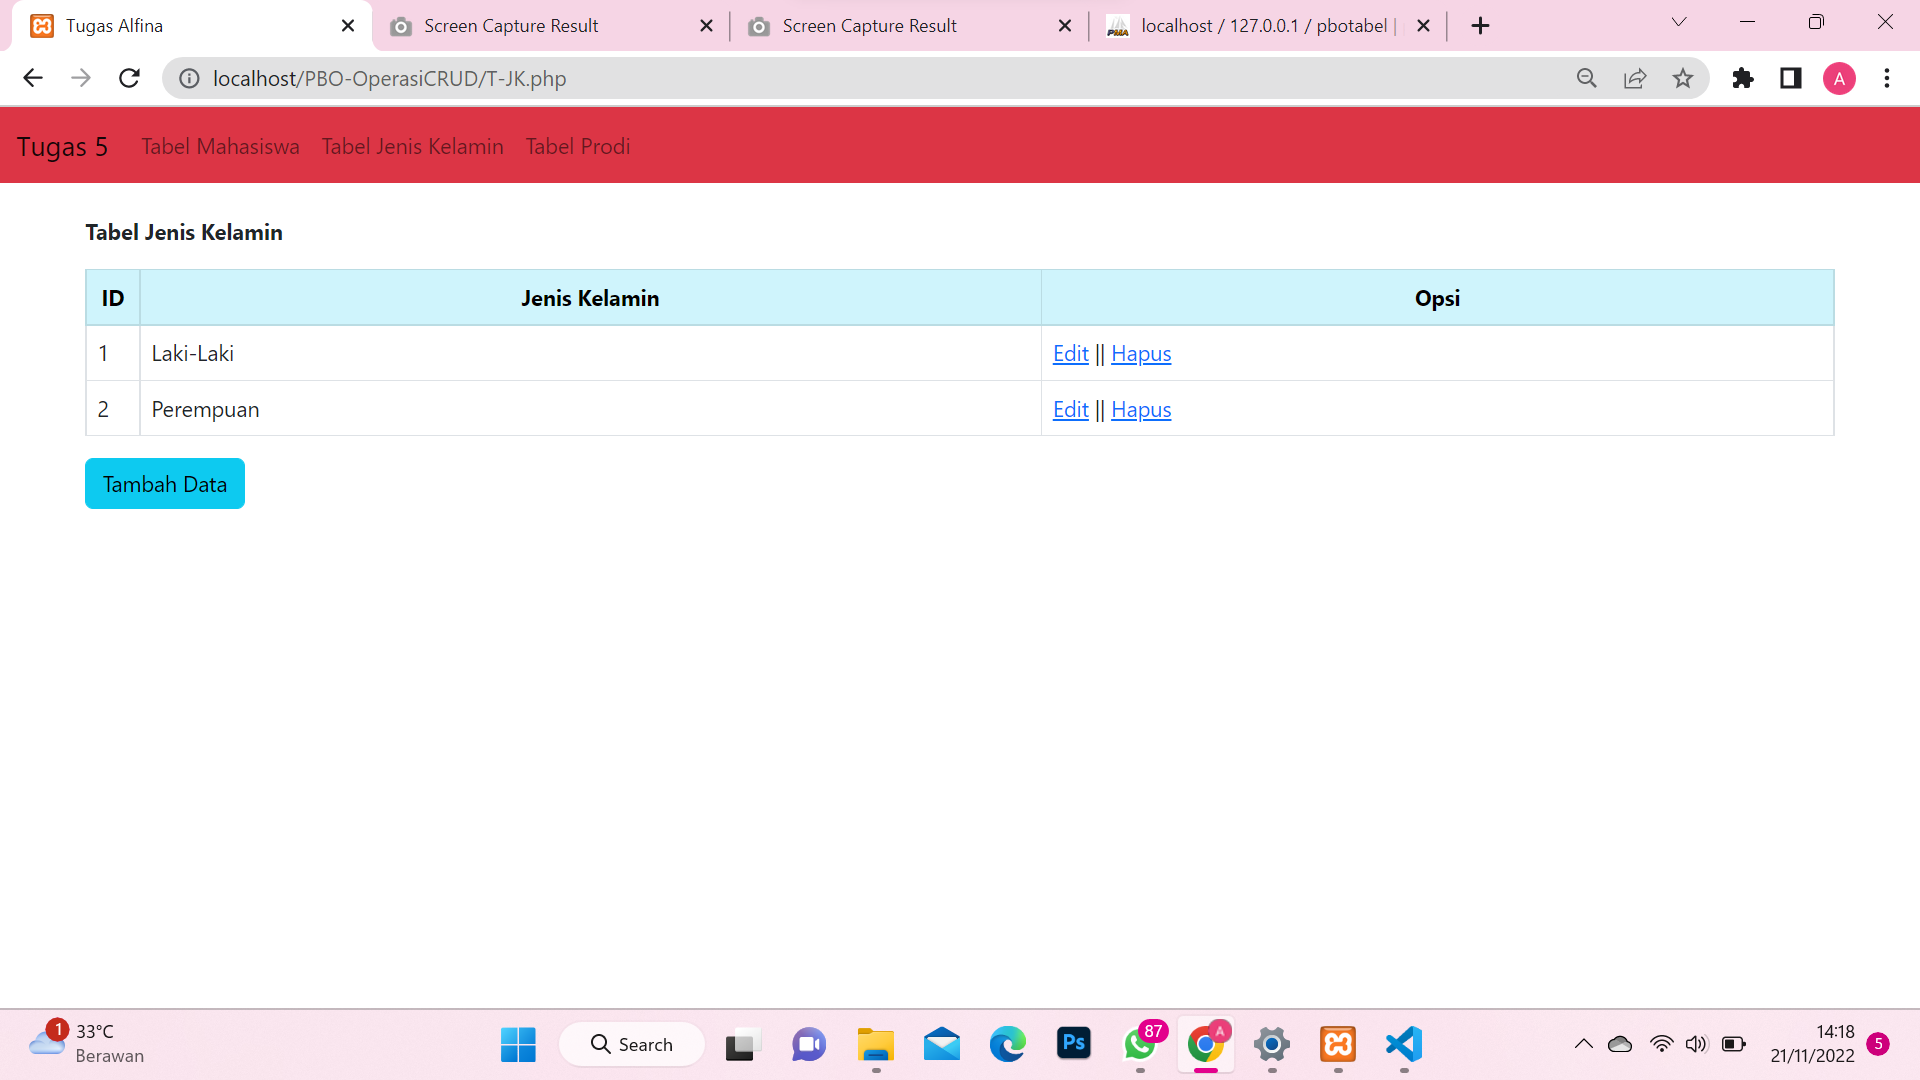 Tugas Alfina
Screen Capture Result
Screen Capture Result
localhost / 127.0.0.1 / pbotabel |
localhost/PBO-OperasiCRUD/T-JK.php
A
Tugas 5 Tabel Mahasiswa Tabel Jenis Kelamin Tabel Prodi
Tabel Jenis Kelamin
ID Jenis Kelamin Opsi
1 Laki-Laki Edit || Hapus
2 Perempuan Edit || Hapus
Tambah Data
1
33°C
Berawan
Search
Ps
87
A
14:18
21/11/2022
5